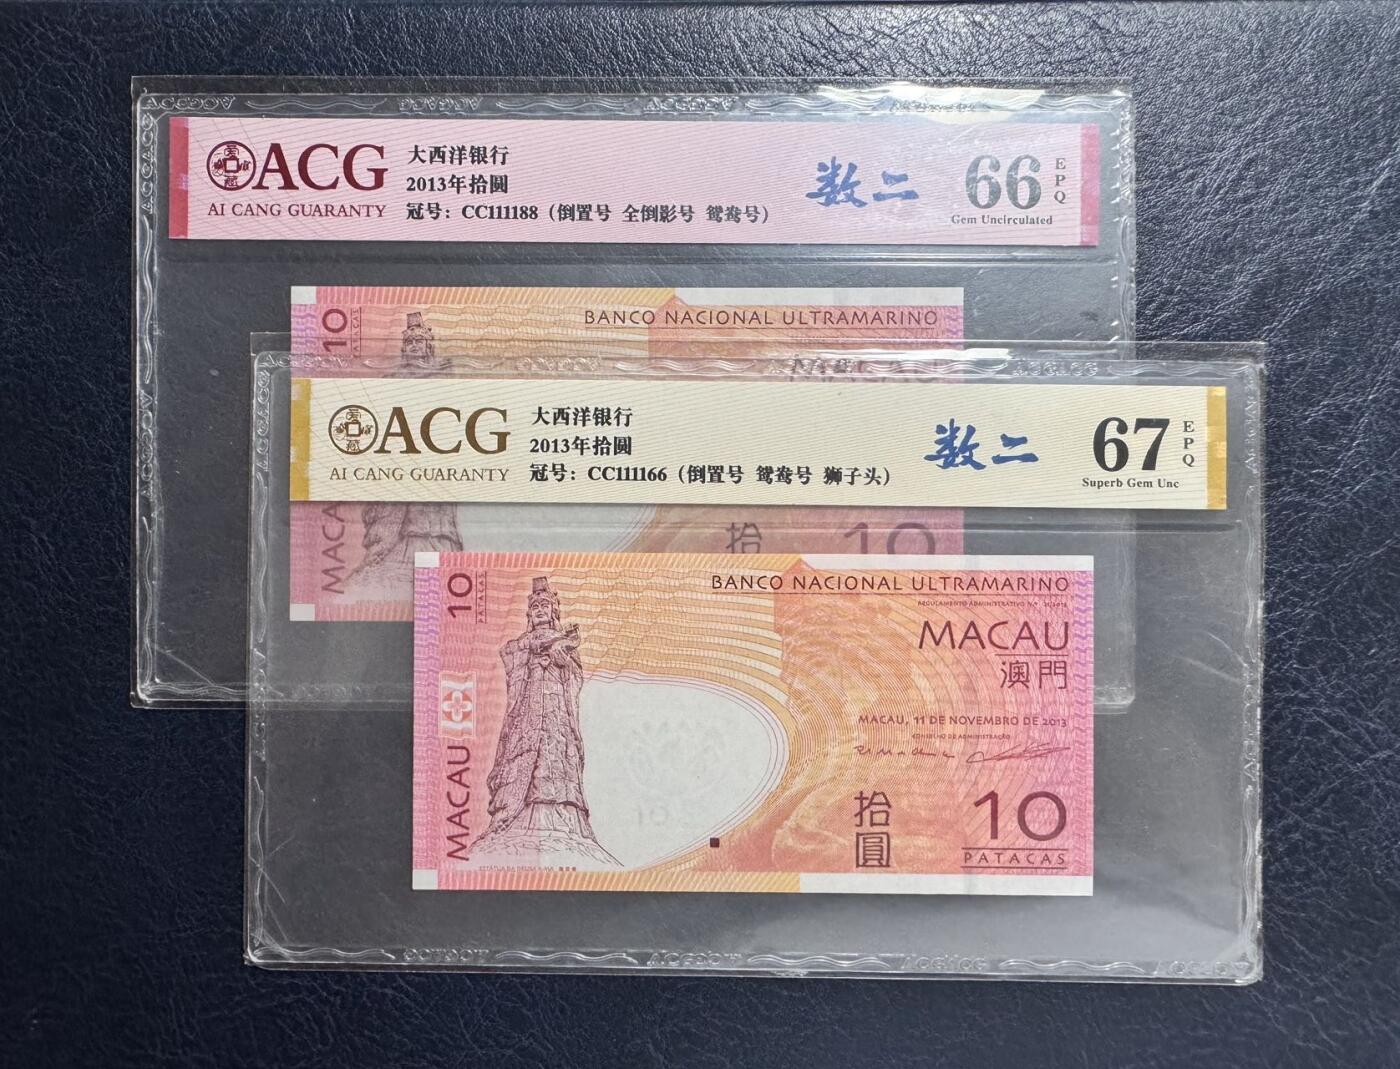 ACG
AI CANG GUARANTY
大西洋银行
2013年拾圆
冠号：CC111188（倒置号 全倒影号 鸳鸯号）
数二
66
EPQ
Gem Uncirculated
10
BANCO NACIONAL ULTRAMARINO
MACAU
拾
10
MACA
ACG
AI CANG GUARANTY
大西洋银行
2013年拾圆
冠号：CC111166（倒置号 鸳鸯号 狮子头）
数二
67
EPQ
Superb Gem Unc
10
PATACAS
BANCO NACIONAL ULTRAMARINO
MACAU
澳門
MACAU, 11 DE NOVEMBRO DE 2013
CONSELHO DE ADMINISTRAÇÃO
MACAU
拾圓
10
PATACAS